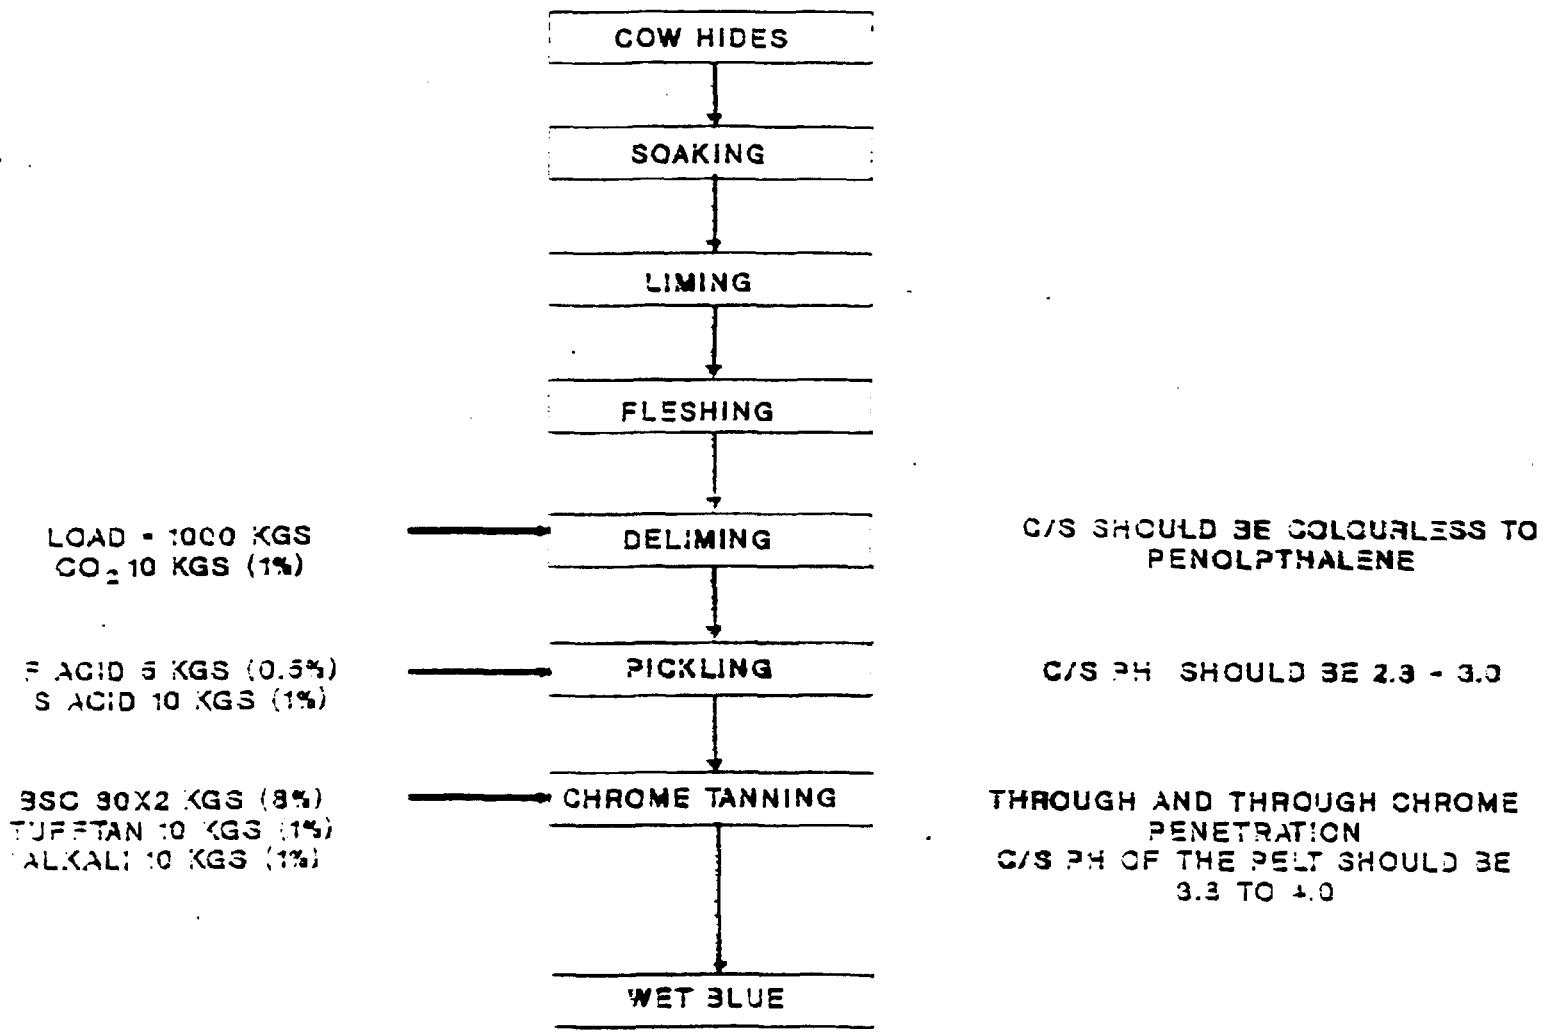 COW HIDES
SOAKING
LIMING
FLESHING
LOAD = 1000 KGS
CO₂ 10 KGS (1%)
DELIMING
C/S SHOULD BE COLOURLESS TO
PENOLPTHALENE
F ACID 5 KGS (0.5%)
S ACID 10 KGS (1%)
PICKLING
C/S PH SHOULD BE 2.8 - 3.0
BSC X2 KGS (8%)
TUFFTAN 10 KGS (1%)
ALKALI 10 KGS (1%)
CHROME TANNING
THROUGH AND THROUGH CHROME
PENETRATION
C/S PH OF THE PELT SHOULD BE
3.8 TO 4.0
WET BLUE